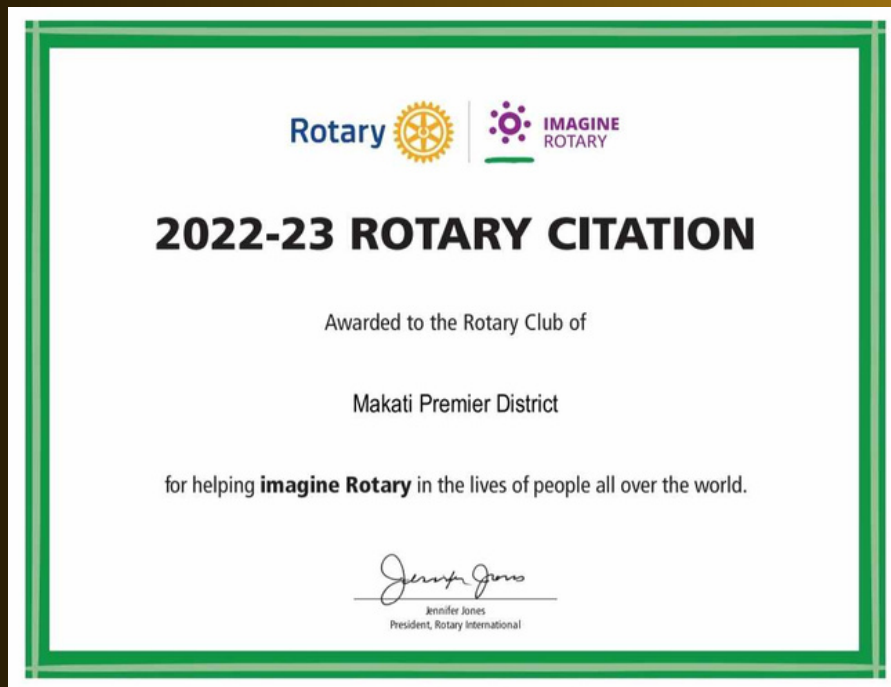 Rotary
IMAGINE
ROTARY
2022-23 ROTARY CITATION
Awarded to the Rotary Club of
Makati Premier District
for helping imagine Rotary in the lives of people all over the world.
Jennifer Jones
Jennifer Jones
President, Rotary International